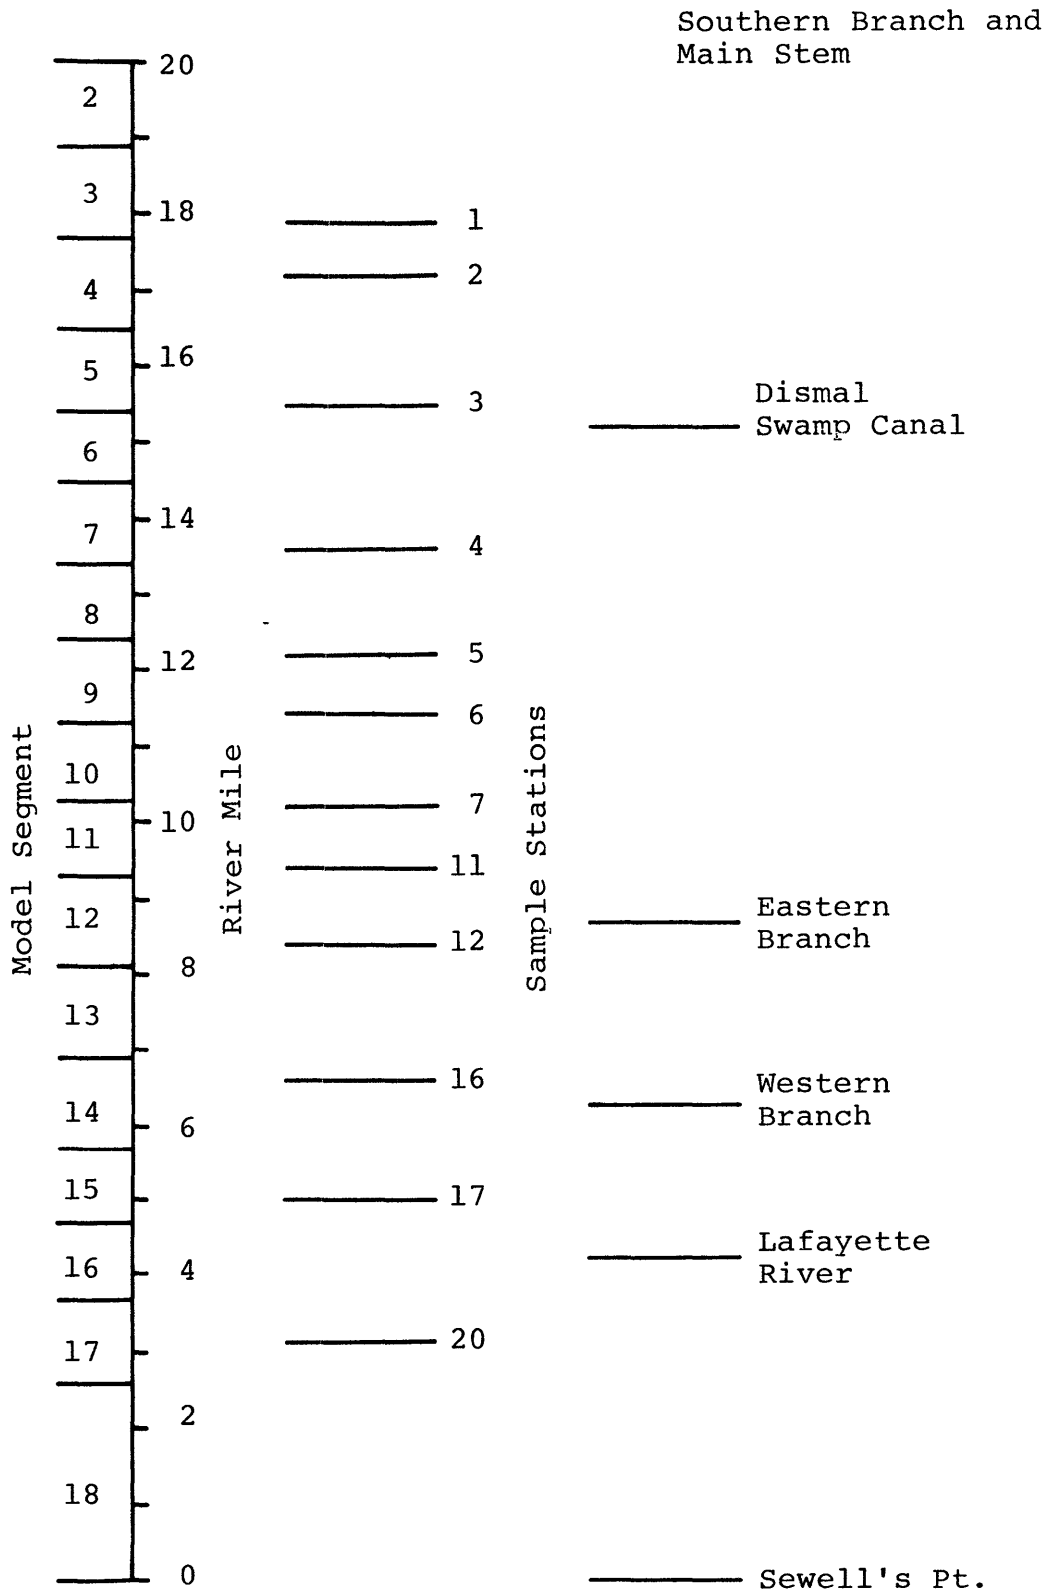 Southern Branch and
Main Stem
Model Segment
2
3
4
5
6
7
8
9
10
11
12
13
14
15
16
17
18
River Mile
20
18
16
14
12
10
8
6
4
2
0
Sample Stations
1
2
3
4
5
6
7
11
12
16
17
20
Dismal
Swamp Canal
Eastern
Branch
Western
Branch
Lafayette
River
Sewell's Pt.